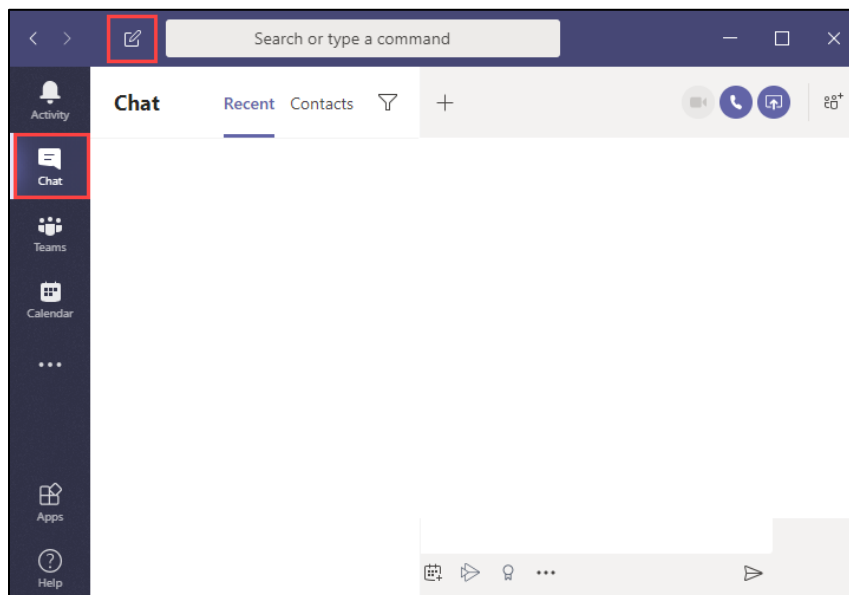 Search or type a command
Activity
Chat
Recent
Contacts
Chat
Teams
Calendar
Apps
Help